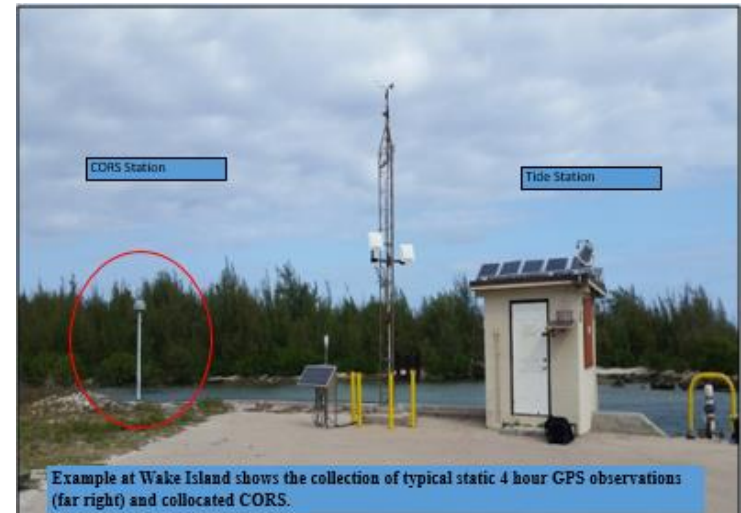 CORS Station
Tide Station
Example at Wake Island shows the collection of typical static 4 hour GPS observations
(far right) and collocated CORS.